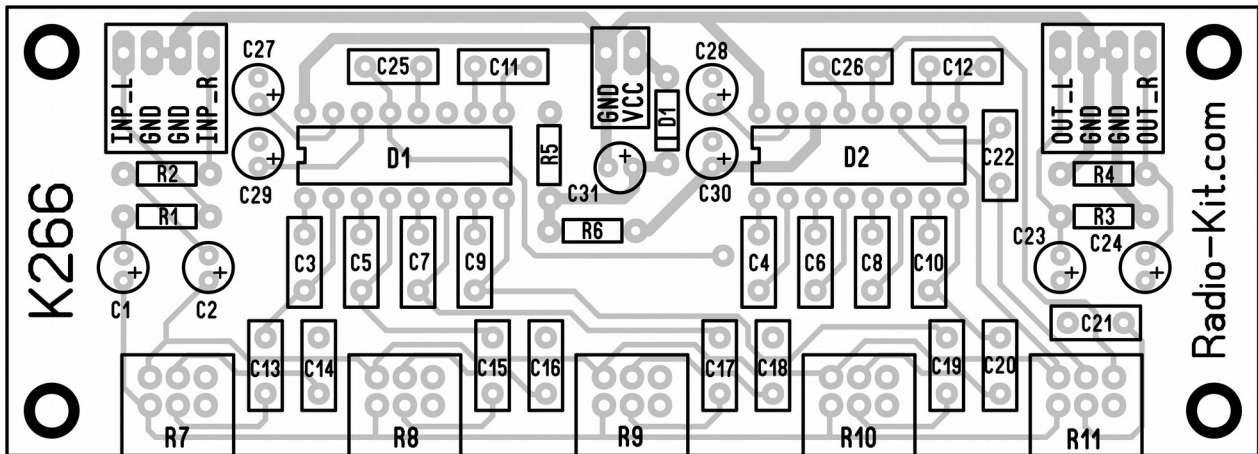 K266
Radio-Kit.com
INP_L
GND
GND
INP_R
C27
C25
C11
GND
VCC
D1
C28
C26
C12
OUT_L
GND
GND
OUT_R
R2
C29
D1
R5
C31
C30
D2
C22
R4
R1
R6
R3
C1
C2
C3
C5
C7
C9
C4
C6
C8
C10
C23
C24
C13
C14
C15
C16
C17
C18
C19
C20
C21
R7
R8
R9
R10
R11